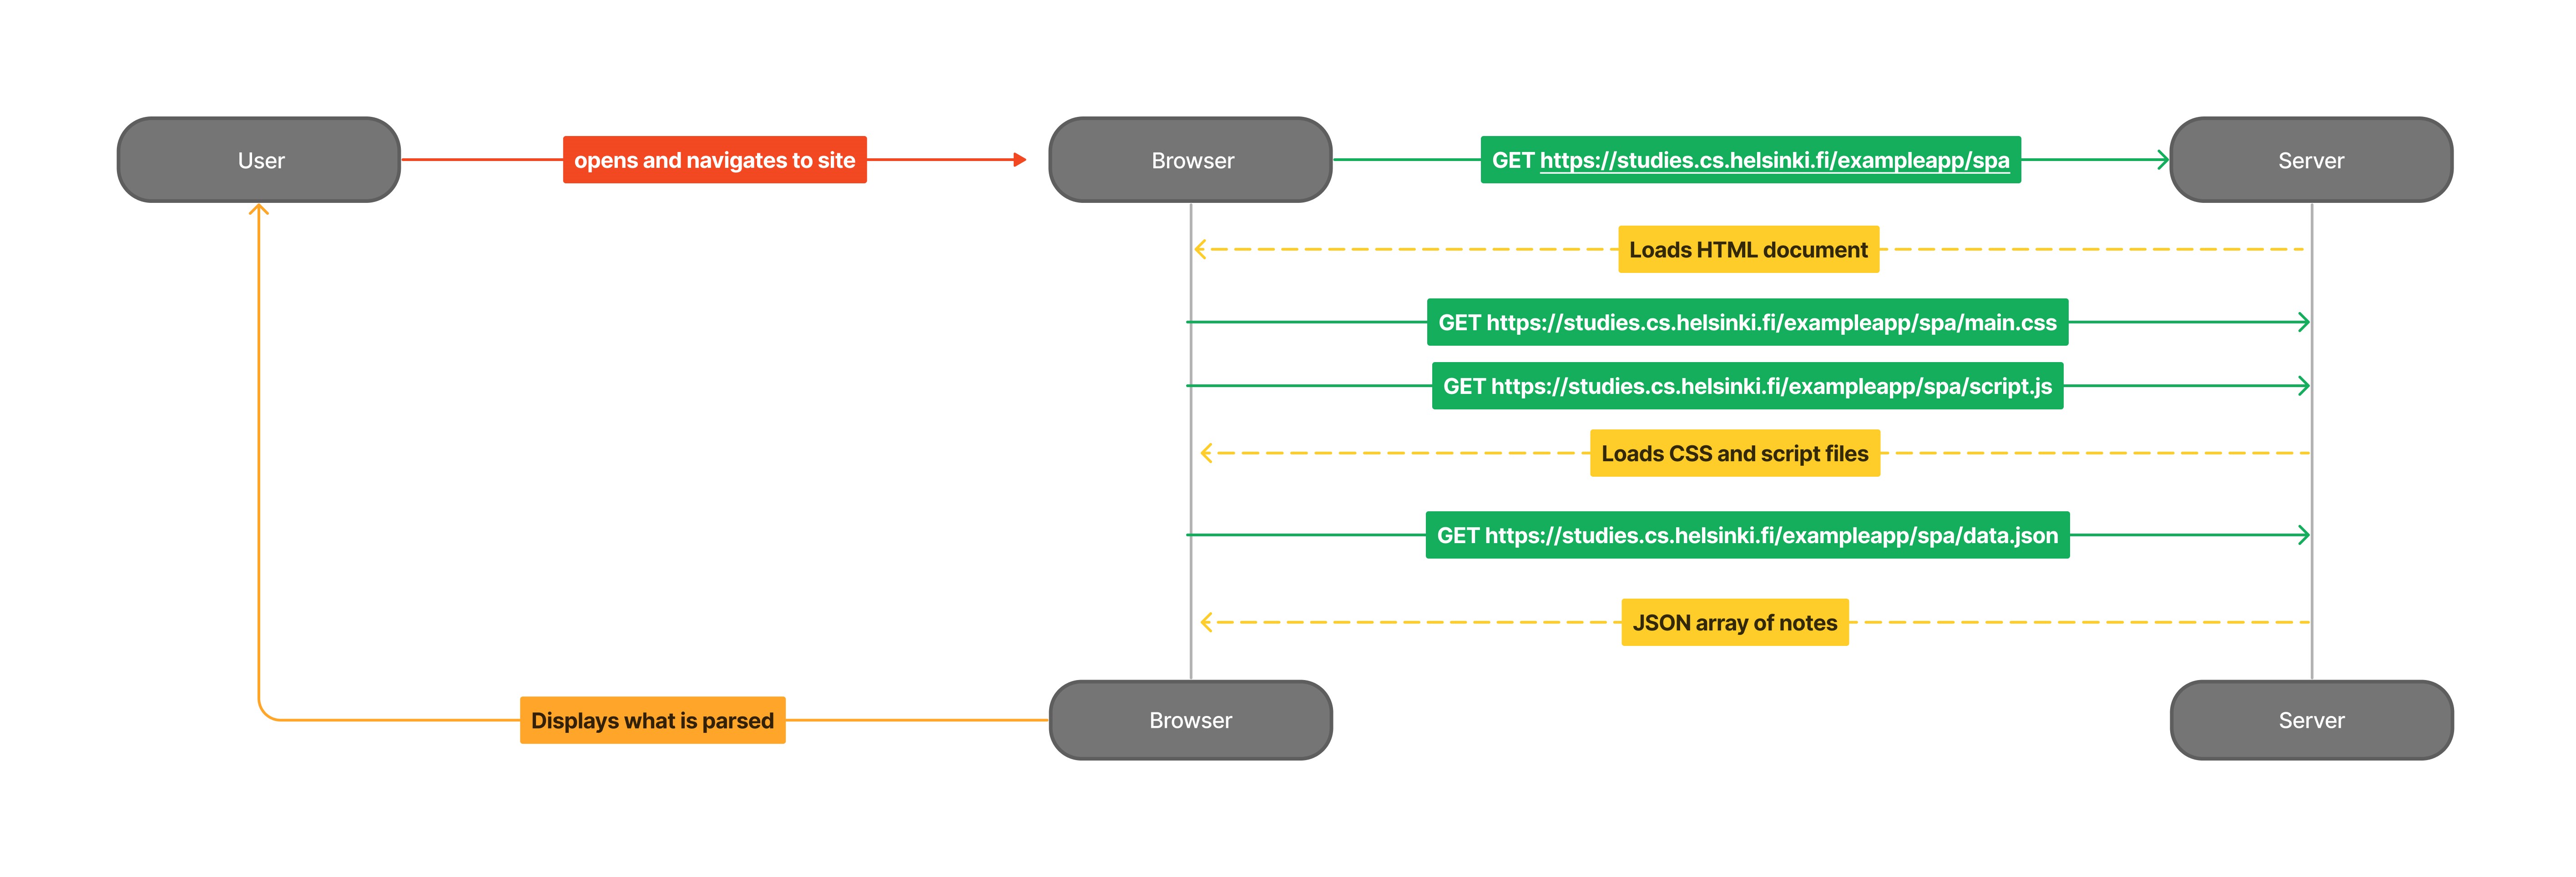 User
opens and navigates to site
Browser
GET https://studies.cs.helsinki.fi/exampleapp/spa
Server
Loads HTML document
GET https://studies.cs.helsinki.fi/exampleapp/spa/main.css
GET https://studies.cs.helsinki.fi/exampleapp/spa/script.js
Loads CSS and script files
GET https://studies.cs.helsinki.fi/exampleapp/spa/data.json
JSON array of notes
Displays what is parsed
Browser
Server